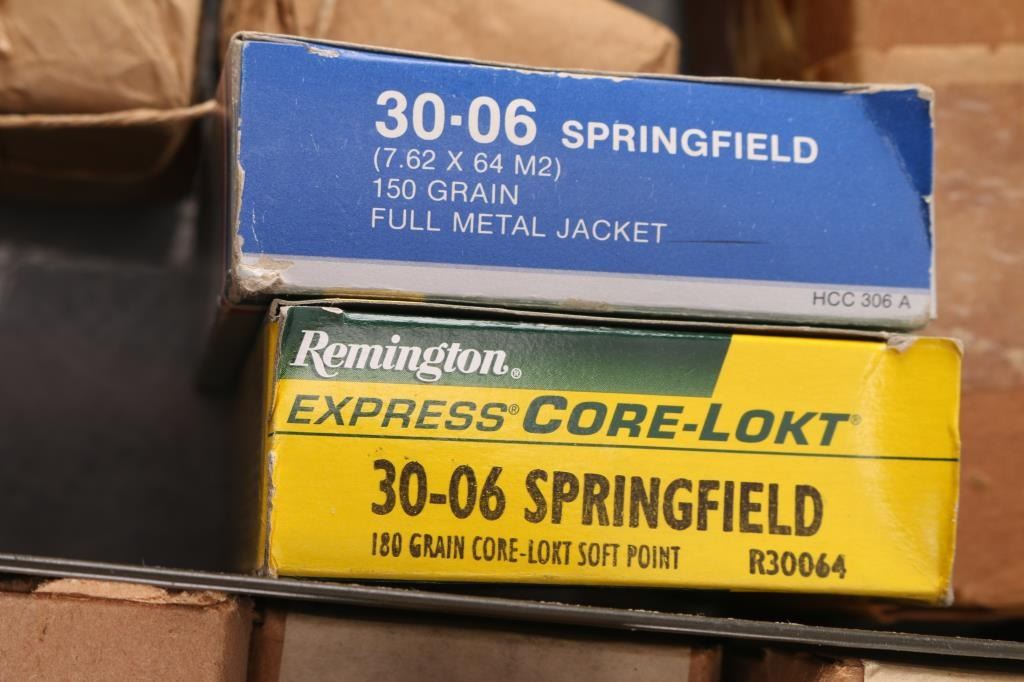 30-06 SPRINGFIELD
(7.62 X 64 M2)
150 GRAIN
FULL METAL JACKET
HCC 306 A
Remington®
EXPRESS® CORE-LOKT®
30-06 SPRINGFIELD
180 GRAIN CORE-LOKT SOFT POINT R30064